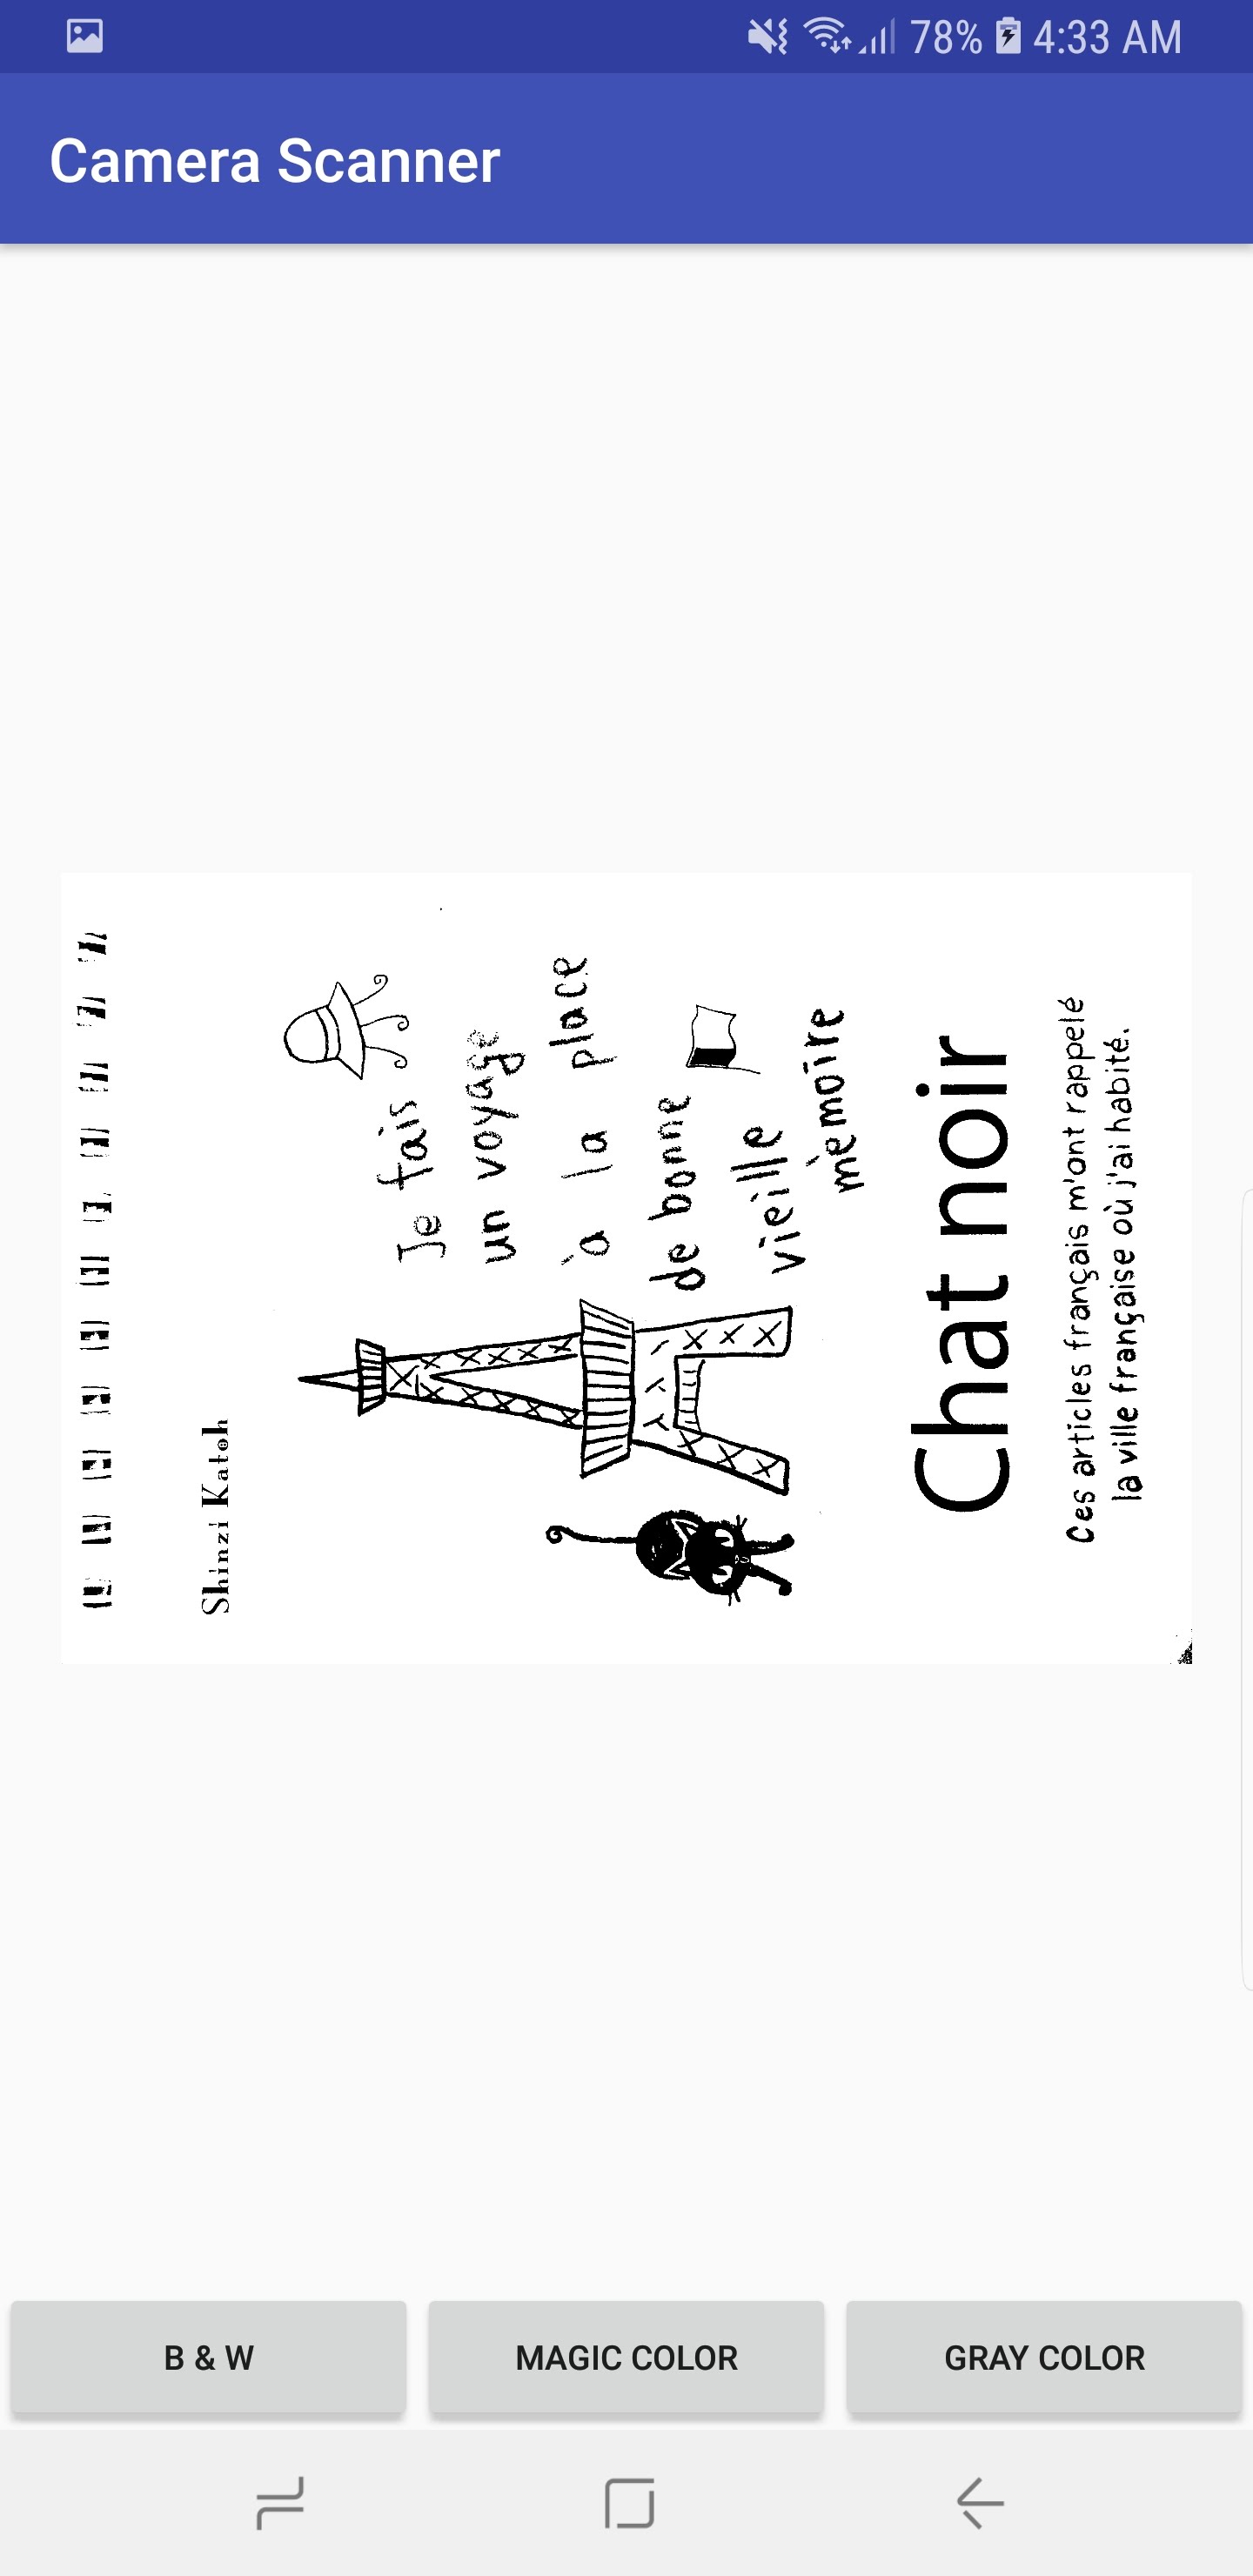 78% 4:33 AM
Camera Scanner
Shinzi Katoh
Je fais
un voyage
à la place
de bonne
vieille
mèmoire
Chat noir
Ces articles français m'ont rappelé
la ville française où j'ai habité.
B & W
MAGIC COLOR
GRAY COLOR